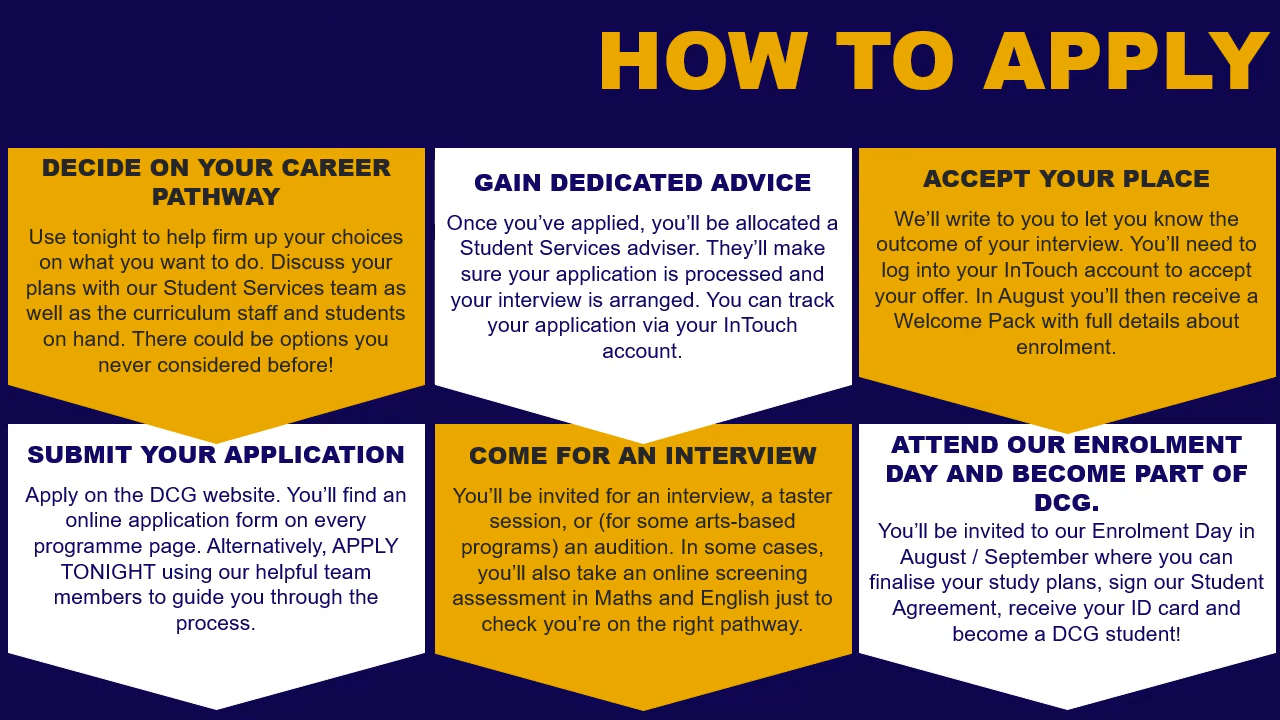 HOW TO APPLY
DECIDE ON YOUR CAREER
PATHWAY
Use tonight to help firm up your choices
on what you want to do. Discuss your
plans with our Student Services team as
well as the curriculum staff and students
on hand. There could be options you
never considered before!
SUBMIT YOUR APPLICATION
Apply on the DCG website. You’ll find an
online application form on every
programme page. Alternatively, APPLY
TONIGHT using our helpful team
members to guide you through the
process.
GAIN DEDICATED ADVICE
Once you’ve applied, you’ll be allocated a
Student Services adviser. They’ll make
sure your application is processed and
your interview is arranged. You can track
your application via your InTouch
account.
COME FOR AN INTERVIEW
You’ll be invited for an interview, a taster
session, or (for some arts-based
programs) an audition. In some cases,
you’ll also take an online screening
assessment in Maths and English just to
check you’re on the right pathway.
ACCEPT YOUR PLACE
We’ll write to you to let you know the
outcome of your interview. You’ll need to
log into your InTouch account to accept
your offer. In August you’ll then receive a
Welcome Pack with full details about
enrolment.
ATTEND OUR ENROLMENT
DAY AND BECOME PART OF
DCG.
You’ll be invited to our Enrolment Day in
August / September where you can
finalise your study plans, sign our Student
Agreement, receive your ID card and
become a DCG student!